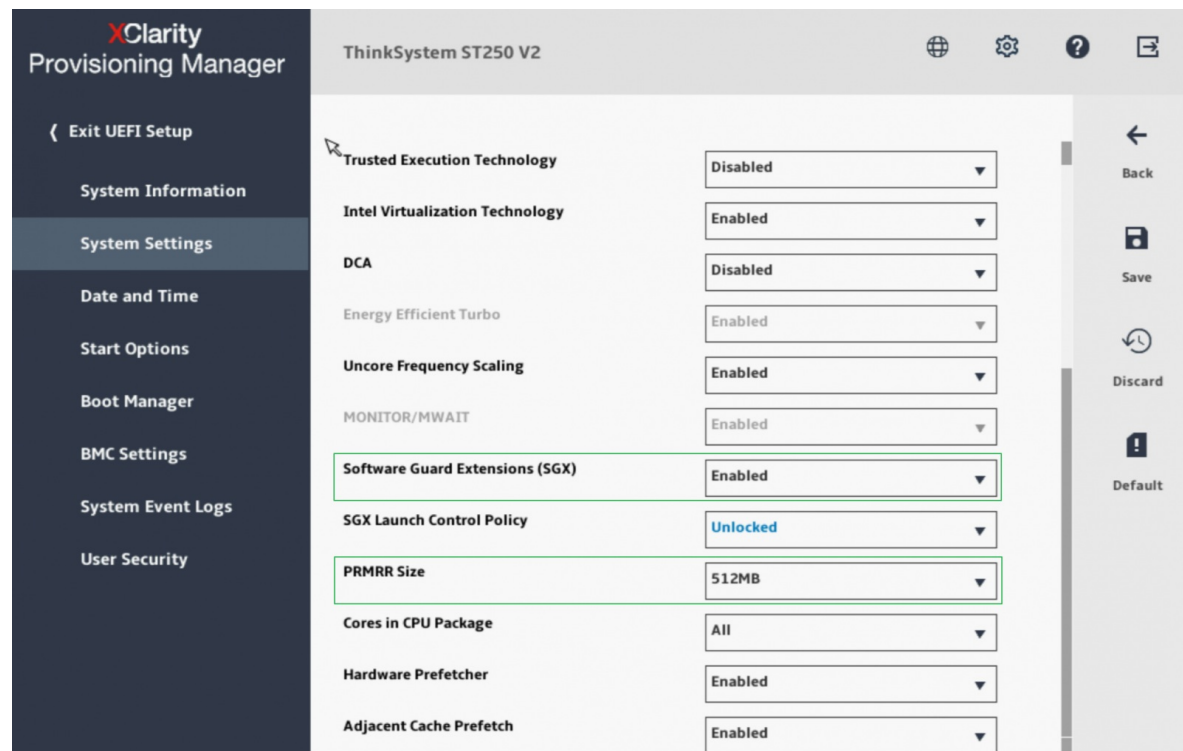 XClarity
Provisioning Manager
ThinkSystem ST250 V2
❬ Exit UEFI Setup
System Information
System Settings
Date and Time
Start Options
Boot Manager
BMC Settings
System Event Logs
User Security
Trusted Execution Technology Disabled
Intel Virtualization Technology Enabled
DCA Disabled
Energy Efficient Turbo Enabled
Uncore Frequency Scaling Enabled
MONITOR/MWAIT Enabled
Software Guard Extensions (SGX) Enabled
SGX Launch Control Policy Unlocked
PRMRR Size 512MB
Cores in CPU Package All
Hardware Prefetcher Enabled
Adjacent Cache Prefetch Enabled
Back
Save
Discard
Default